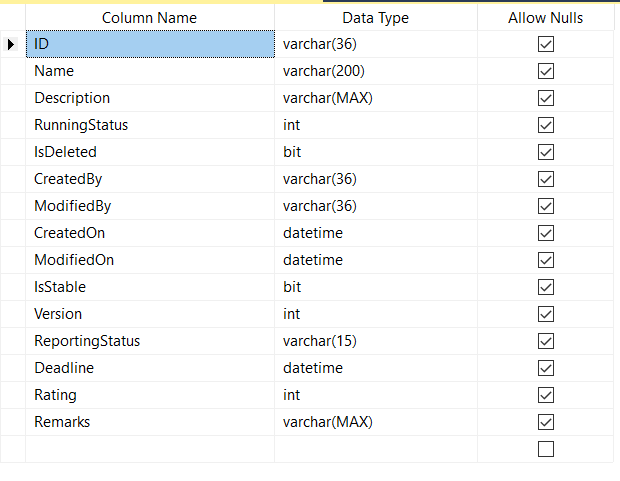 Column Name Data Type Allow Nulls
ID varchar(36)
Name varchar(200)
Description varchar(MAX)
RunningStatus int
IsDeleted bit
CreatedBy varchar(36)
ModifiedBy varchar(36)
CreatedOn datetime
ModifiedOn datetime
IsStable bit
Version int
ReportingStatus varchar(15)
Deadline datetime
Rating int
Remarks varchar(MAX)